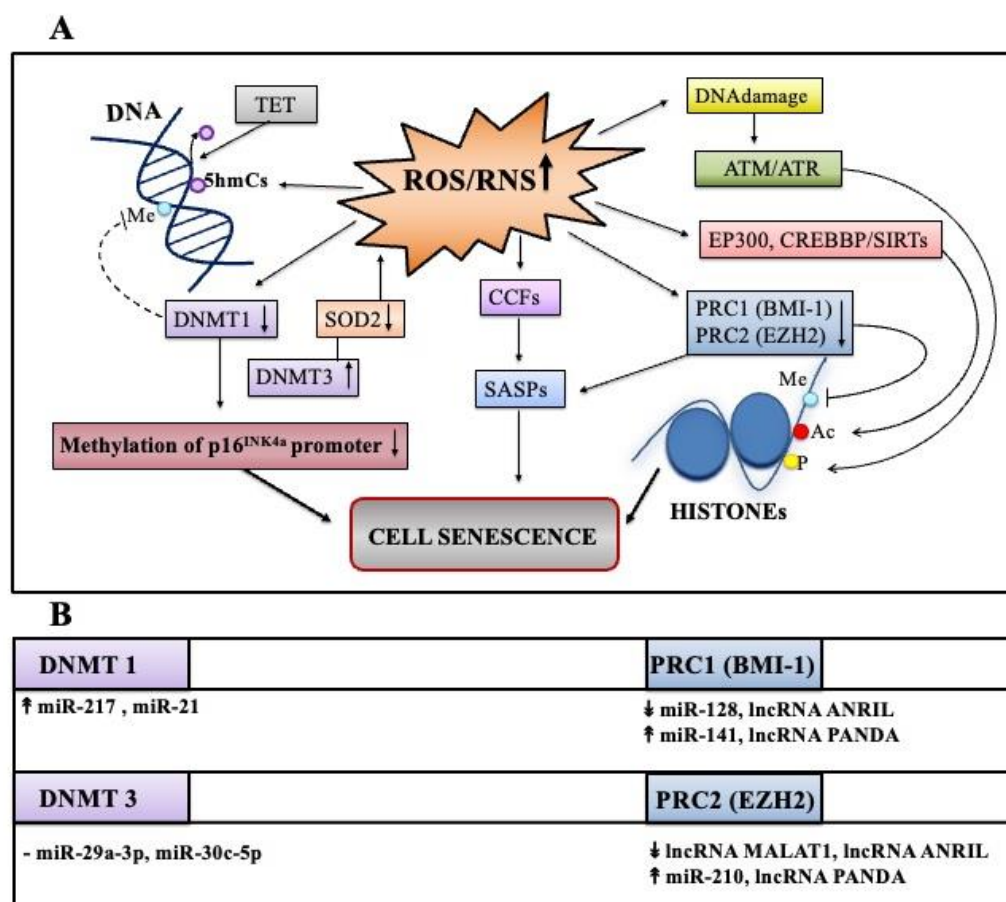 A
DNA
TET
5hmCs
Me
ROS/RNS ↑
DNAdamage
ATM/ATR
EP300, CREBBP/SIRTs
CCFs
PRC1 (BMI-1)
PRC2 (EZH2) ↓
DNMT1 ↓
SOD2 ↓
DNMT3 ↑
SASPs
Me
Ac
P
HISTONEs
Methylation of p16INK4a promoter ↓
CELL SENESCENCE
B
DNMT 1
PRC1 (BMI-1)
↟ miR-217 , miR-21
↡ miR-128, lncRNA ANRIL
↟ miR-141, lncRNA PANDA
DNMT 3
PRC2 (EZH2)
- miR-29a-3p, miR-30c-5p
↡ lncRNA MALAT1, lncRNA ANRIL
↟ miR-210, lncRNA PANDA